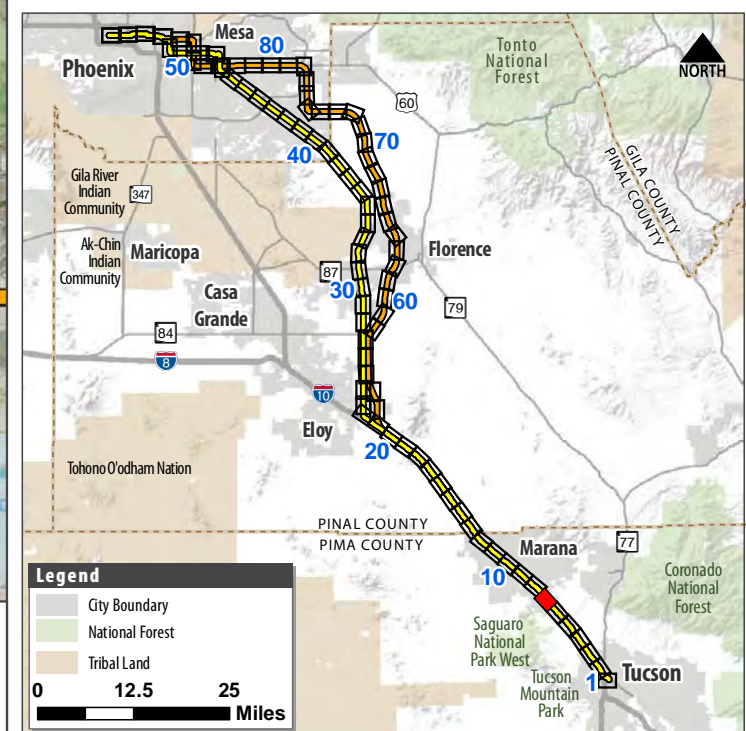 Mesa
80
Phoenix
50
Tonto
National
Forest
NORTH
60
70
40
GILA COUNTY
PINAL COUNTY
Gila River
Indian
Community
347
Ak-Chin
Indian
Community
Maricopa
Florence
87
30
Casa
Grande
60
79
84
8
10
Eloy
20
Tohono O'odham Nation
PINAL COUNTY
PIMA COUNTY
Marana
77
10
Coronado
National
Forest
Saguaro
National
Park West
Tucson
Mountain
Park
1
Tucson
Legend
City Boundary
National Forest
Tribal Land
0 12.5 25
Miles